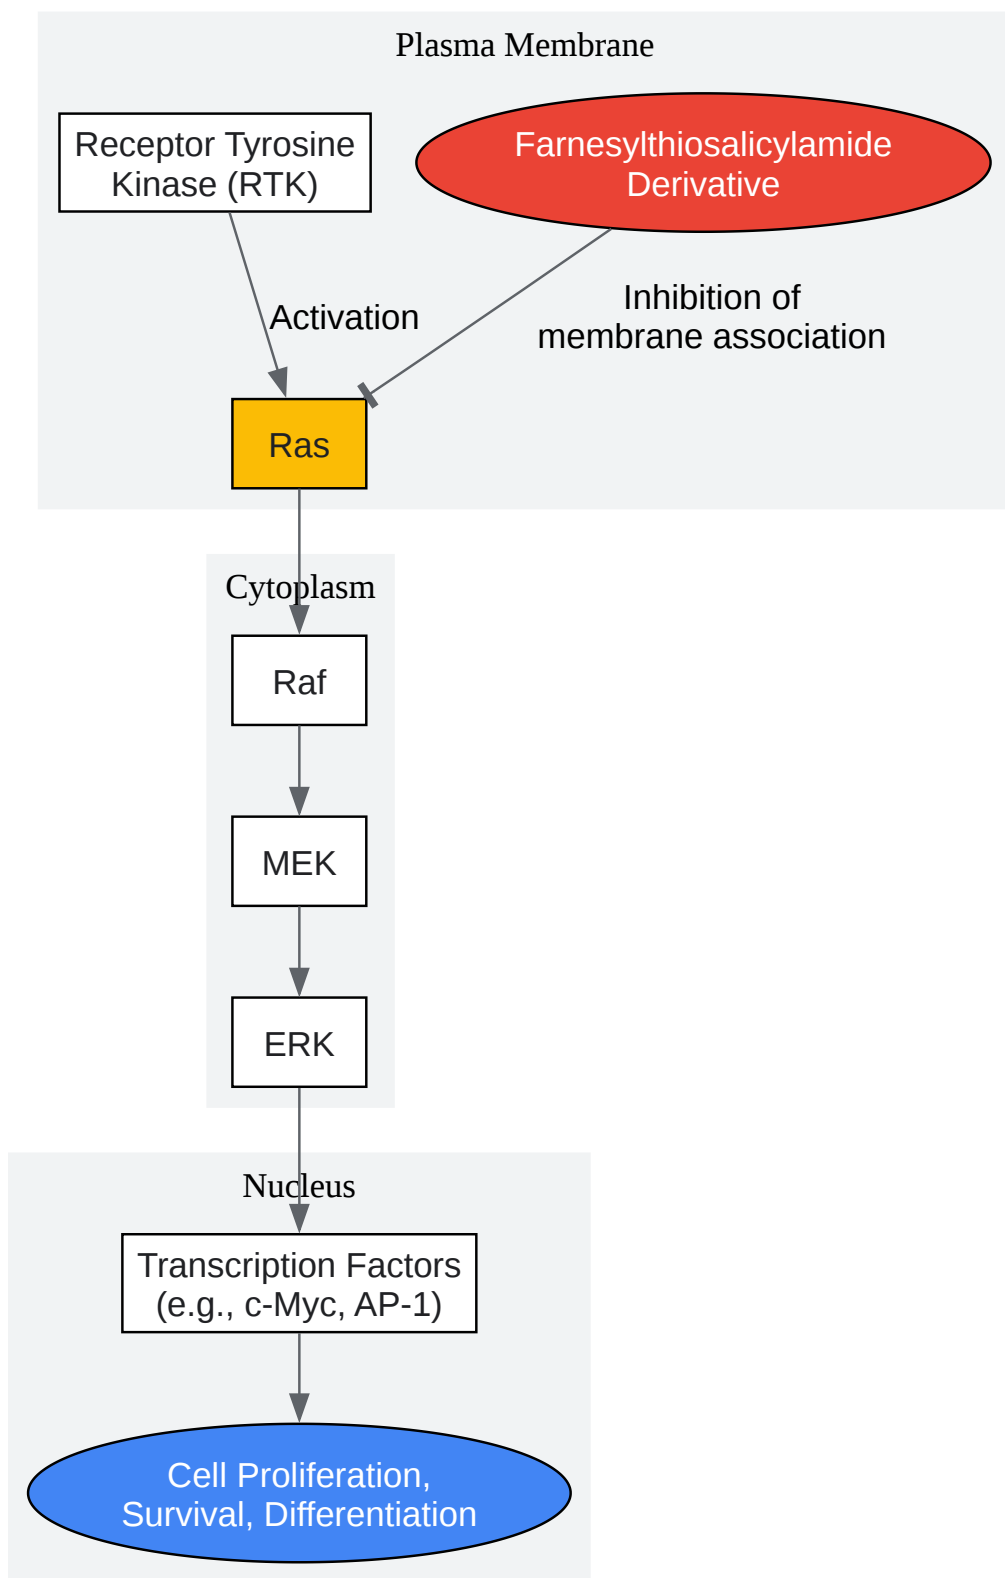 Plasma Membrane
Receptor Tyrosine
Kinase (RTK)
Farnesylthiosalicylamide
Derivative
Activation
Inhibition of
membrane association
Ras
Cytoplasm
Raf
MEK
ERK
Nucleus
Transcription Factors
(e.g., c-Myc, AP-1)
Cell Proliferation,
Survival, Differentiation